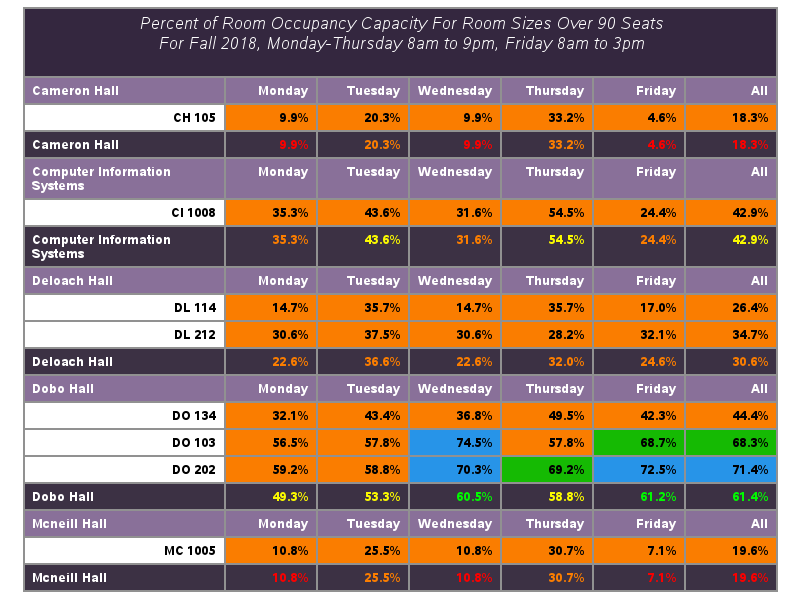 Percent of Room Occupancy Capacity For Room Sizes Over 90 Seats
For Fall 2018, Monday-Thursday 8am to 9pm, Friday 8am to 3pm
Cameron Hall Monday Tuesday Wednesday Thursday Friday All
CH 105 9.9% 20.3% 9.9% 33.2% 4.6% 18.3%
Cameron Hall 9.9% 20.3% 9.9% 33.2% 4.6% 18.3%
Computer Information Monday Tuesday Wednesday Thursday Friday All
Systems
CI 1008 35.3% 43.6% 31.6% 54.5% 24.4% 42.9%
Computer Information 35.3% 43.6% 31.6% 54.5% 24.4% 42.9%
Systems
Deloach Hall Monday Tuesday Wednesday Thursday Friday All
DL 114 14.7% 35.7% 14.7% 35.7% 17.0% 26.4%
DL 212 30.6% 37.5% 30.6% 28.2% 32.1% 34.7%
Deloach Hall 22.6% 36.6% 22.6% 32.0% 24.6% 30.6%
Dobo Hall Monday Tuesday Wednesday Thursday Friday All
DO 134 32.1% 43.4% 36.8% 49.5% 42.3% 44.4%
DO 103 56.5% 57.8% 74.5% 57.8% 68.7% 68.3%
DO 202 59.2% 58.8% 70.3% 69.2% 72.5% 71.4%
Dobo Hall 49.3% 53.3% 60.5% 58.8% 61.2% 61.4%
Mcneill Hall Monday Tuesday Wednesday Thursday Friday All
MC 1005 10.8% 25.5% 10.8% 30.7% 7.1% 19.6%
Mcneill Hall 10.8% 25.5% 10.8% 30.7% 7.1% 19.6%